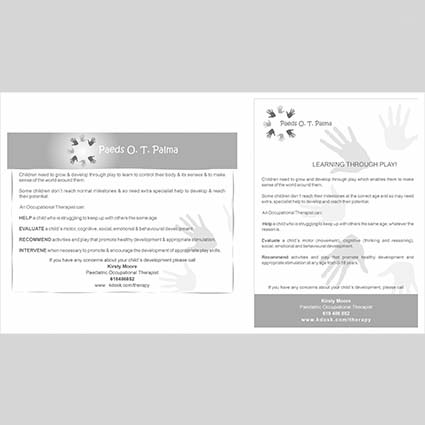 Paeds O. T. Palma
Children need to grow & develop through play to learn to control their body & its senses & to make
sense of the world around them.
Some children don't reach normal milestones & so need extra specialist help to develop & reach
their potential.
An Occupational Therapist can:
HELP a child who is struggling to keep up with others the same age.
EVALUATE a child's motor, cognitive, social, emotional & behavioural development.
RECOMMEND activities and play that promote healthy development & appropriate stimulation.
INTERVENE when necessary to promote & encourage the development of appropriate play skills.
If you have any concerns about your child's development please call
Kirsty Moore
Paediatric Occupational Therapist
618486882
www.kdosk.com/therapy
Paeds O. T. Palma
LEARNING THROUGH PLAY!
Children need to grow and develop through play which enables them to make
sense of the world around them.
Some children don't reach their milestones at the correct age and so may need
extra specialist help to develop and reach their potential.
An Occupational Therapist can:
Help a child who is struggling to keep up with others the same age, whatever the
reason is.
Evaluate a child's motor (movement), cognitive (thinking and reasoning),
social, emotional and behavioural development.
Recommend activities and play that promote healthy development and
appropriate stimulation at any age from 0-18 years.
If you have any concerns about your child's development, please call
Kirsty Moore
Paediatric Occupational Therapist
618 486 882
www.kdosk.com/therapy